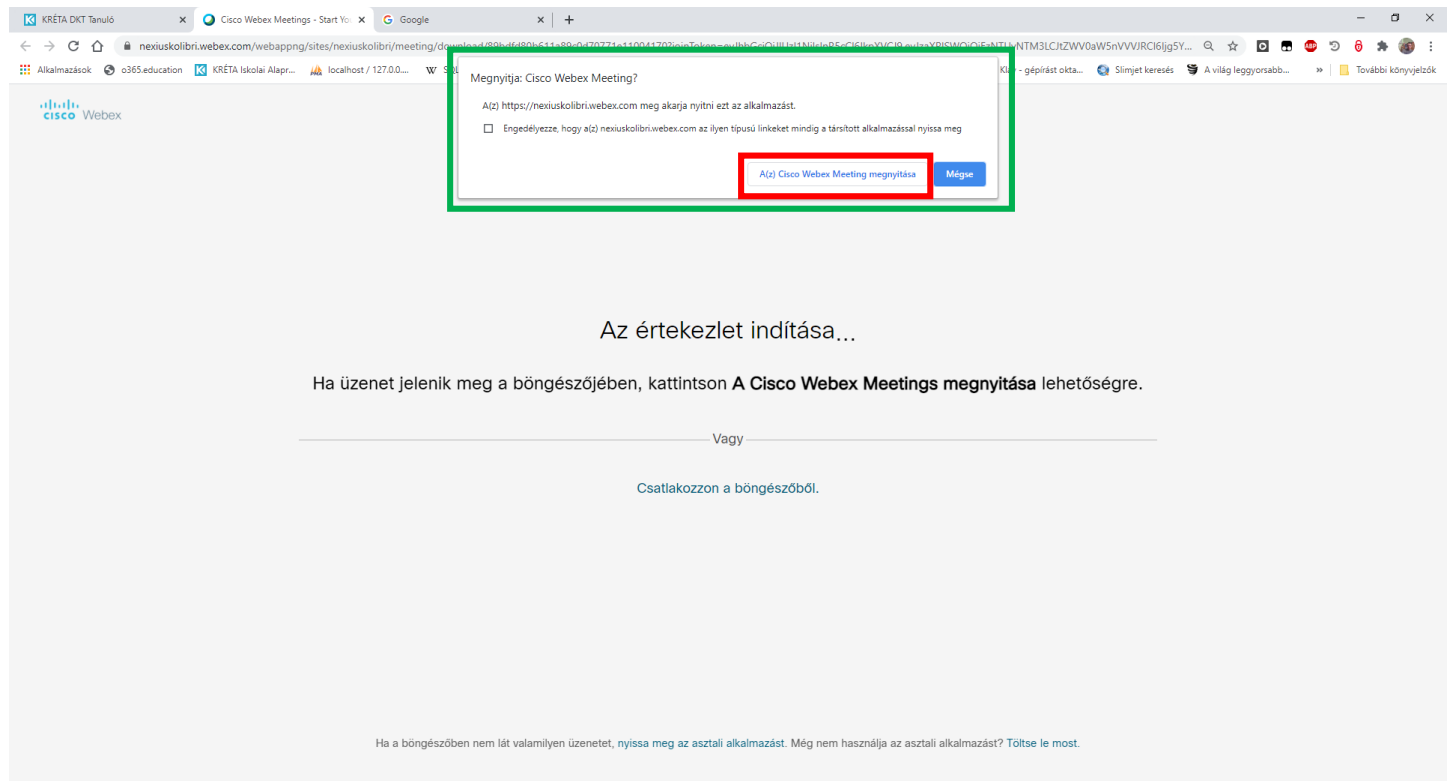 KRÉTA DKT Tanuló
Cisco Webex Meetings - Start Yo
Google
nexiuskolibri.webex.com/webappng/sites/nexiuskolibri/meeting/
Alkalmazások
o365.education
KRÉTA Iskolai Alapr...
localhost / 127.0.0....
- gépírást okta...
Slimjet keresés
A világ leggyorsabb...
»
További könyvjelzők
CISCO Webex
Megnyitja: Cisco Webex Meeting?
A(z) https://nexiuskolibri.webex.com meg akarja nyitni ezt az alkalmazást.
Engedélyezze, hogy a(z) nexiuskolibri.webex.com az ilyen típusú linkeket mindig a társított alkalmazással nyissa meg
A(z) Cisco Webex Meeting megnyitása
Mégse
Az értekezlet indítása...
Ha üzenet jelenik meg a böngészőjében, kattintson A Cisco Webex Meetings megnyitása lehetőségre.
Vagy
Csatlakozzon a böngészőből.
Ha a böngészőben nem lát valamilyen üzenetet, nyissa meg az asztali alkalmazást. Még nem használja az asztali alkalmazást? Töltse le most.